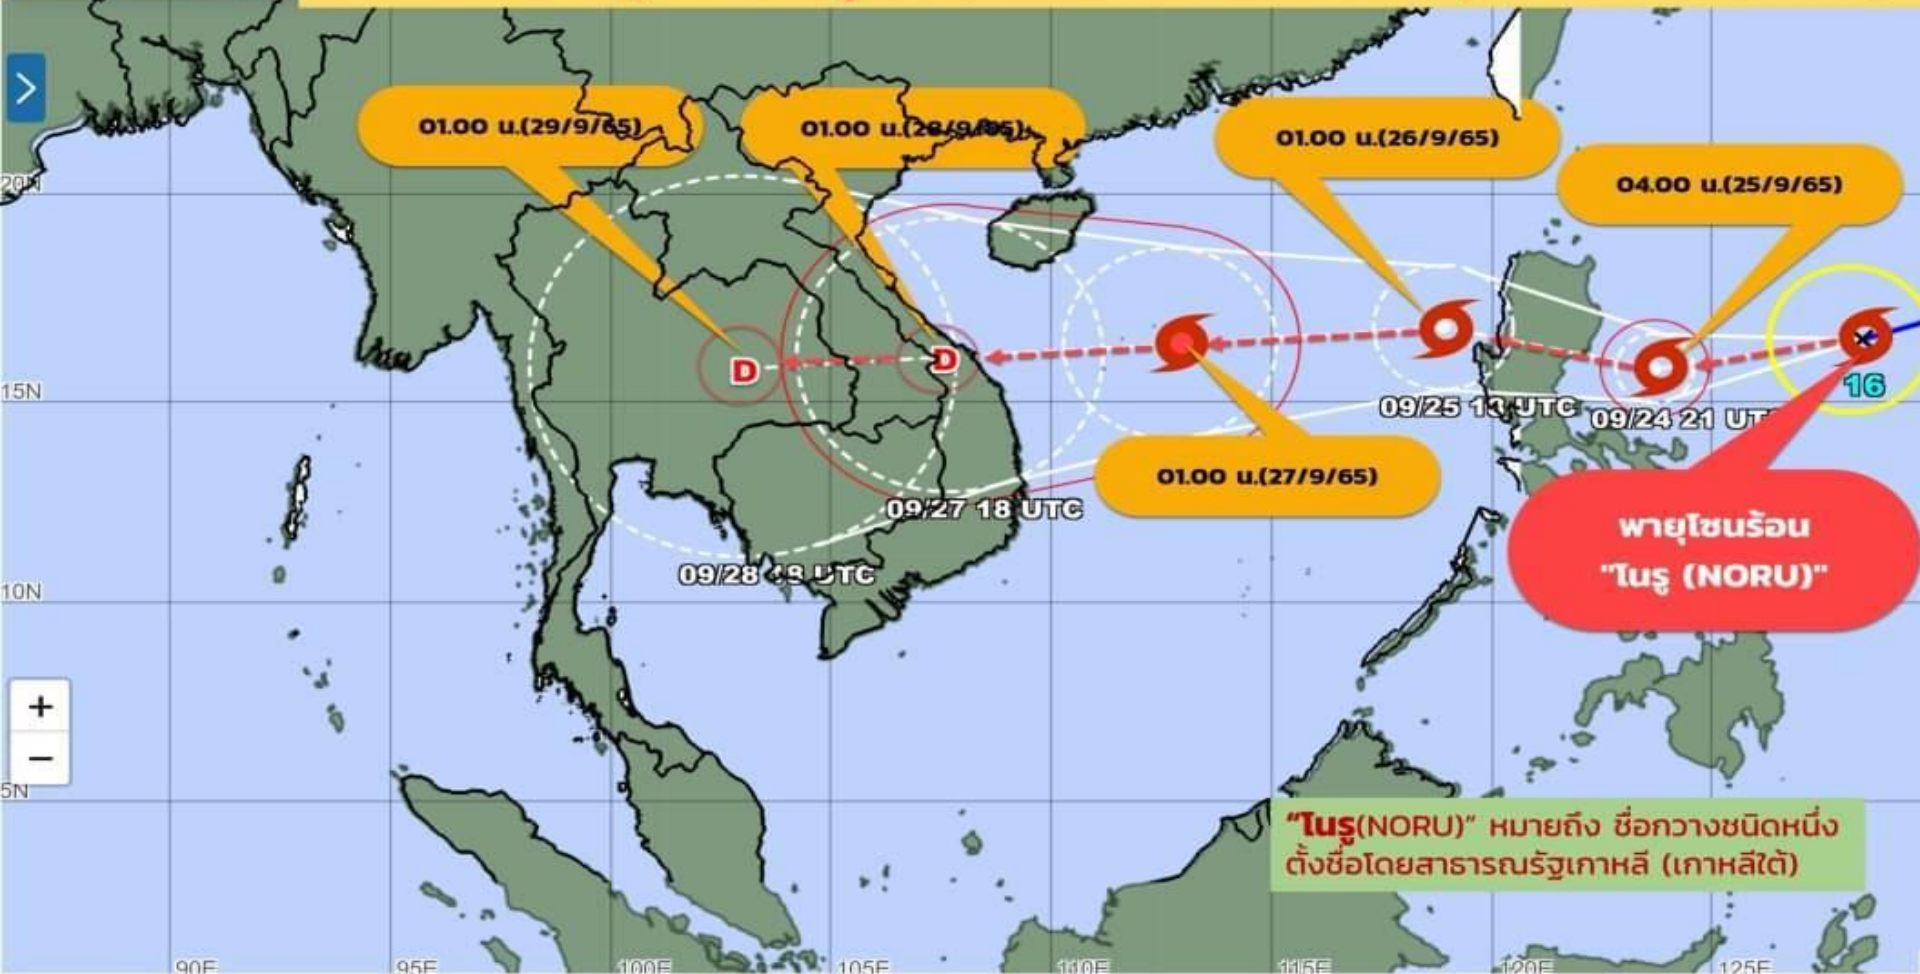 01.00 น.(29/9/65)
01.00 น.(28/9/65)
01.00 น.(26/9/65)
04.00 น.(25/9/65)
20N
15N
16
09/25 18 UTC
09/24 21 UTC
01.00 น.(27/9/65)
D
D
09/27 18 UTC
พายุโซนร้อน
"โนรู (NORU)"
09/28 18 UTC
10N
+
−
5N
“โนรู(NORU)” หมายถึง ชื่อกวางชนิดหนึ่ง
ตั้งชื่อโดยสาธารณรัฐเกาหลี (เกาหลีใต้)
90E 95E 100E 105E 110E 115E 120E 125E